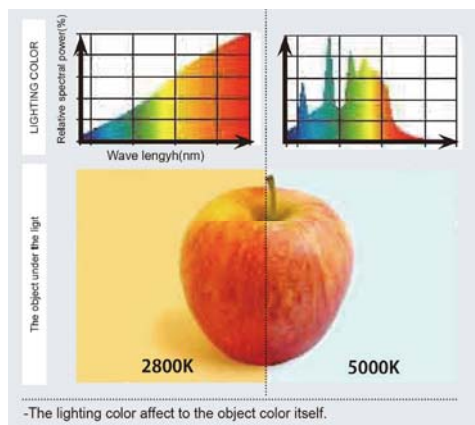 LIGHTING COLOR
Relative spectral power(%)
Wave lengyh(nm)
The object under the ligt
2800K
5000K
-The lighting color affect to the object color itself.